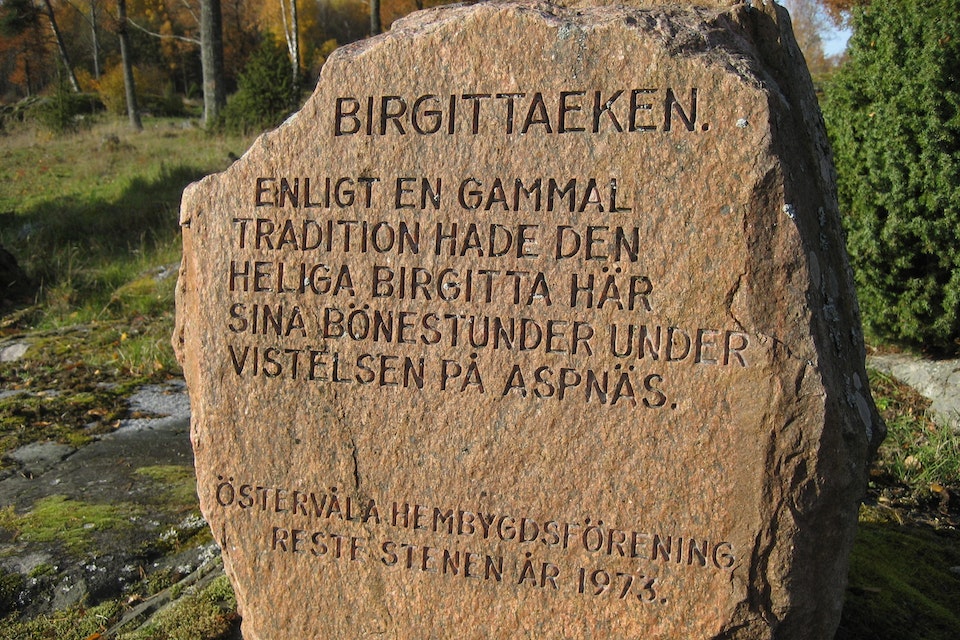 BIRGITTAEKEN.
ENLIGT EN GAMMAL
TRADITION HADE DEN
HELIGA BIRGITTA HÄR
SINA BÖNESTUNDER UNDER
VISTELSEN PÅ ASPNÄS.
ÖSTERVÅLA HEMBYGDSFÖRENING
RESTE STENEN ÅR 1973.